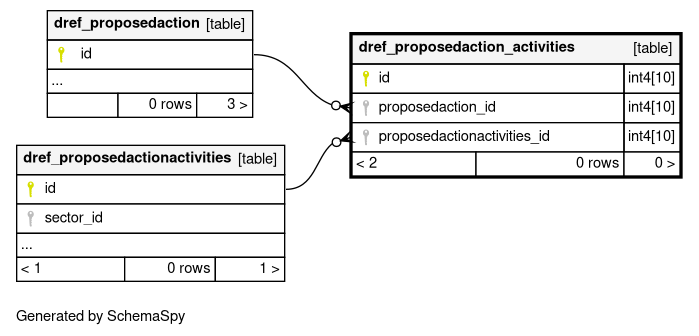 dref_proposedaction [table]
id
...
0 rows 3 >
dref_proposedactionactivities [table]
id
sector_id
...
< 1 0 rows 1 >
dref_proposedaction_activities [table]
id int4[10]
proposedaction_id int4[10]
proposedactionactivities_id int4[10]
< 2 0 rows 0 >
Generated by SchemaSpy